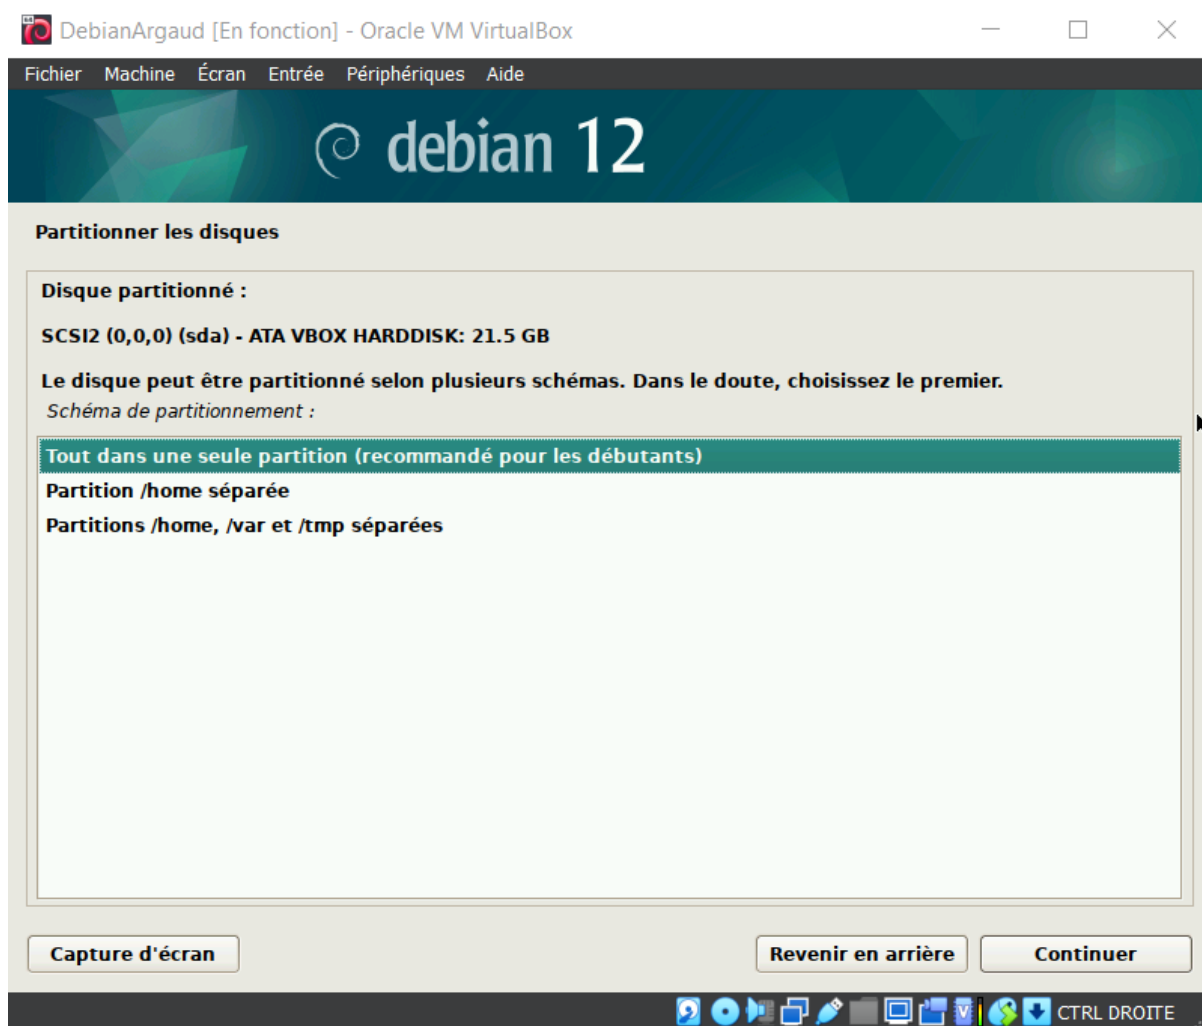 DebianArgaud [En fonction] - Oracle VM VirtualBox
Fichier Machine Écran Entrée Périphériques Aide
debian 12
Partitionner les disques
Disque partitionné :
SCSI2 (0,0,0) (sda) - ATA VBOX HARDDISK: 21.5 GB
Le disque peut être partitionné selon plusieurs schémas. Dans le doute, choisissez le premier.
Schéma de partitionnement :
Tout dans une seule partition (recommandé pour les débutants)
Partition /home séparée
Partitions /home, /var et /tmp séparées
Capture d'écran
Revenir en arrière
Continuer
CTRL DROITE